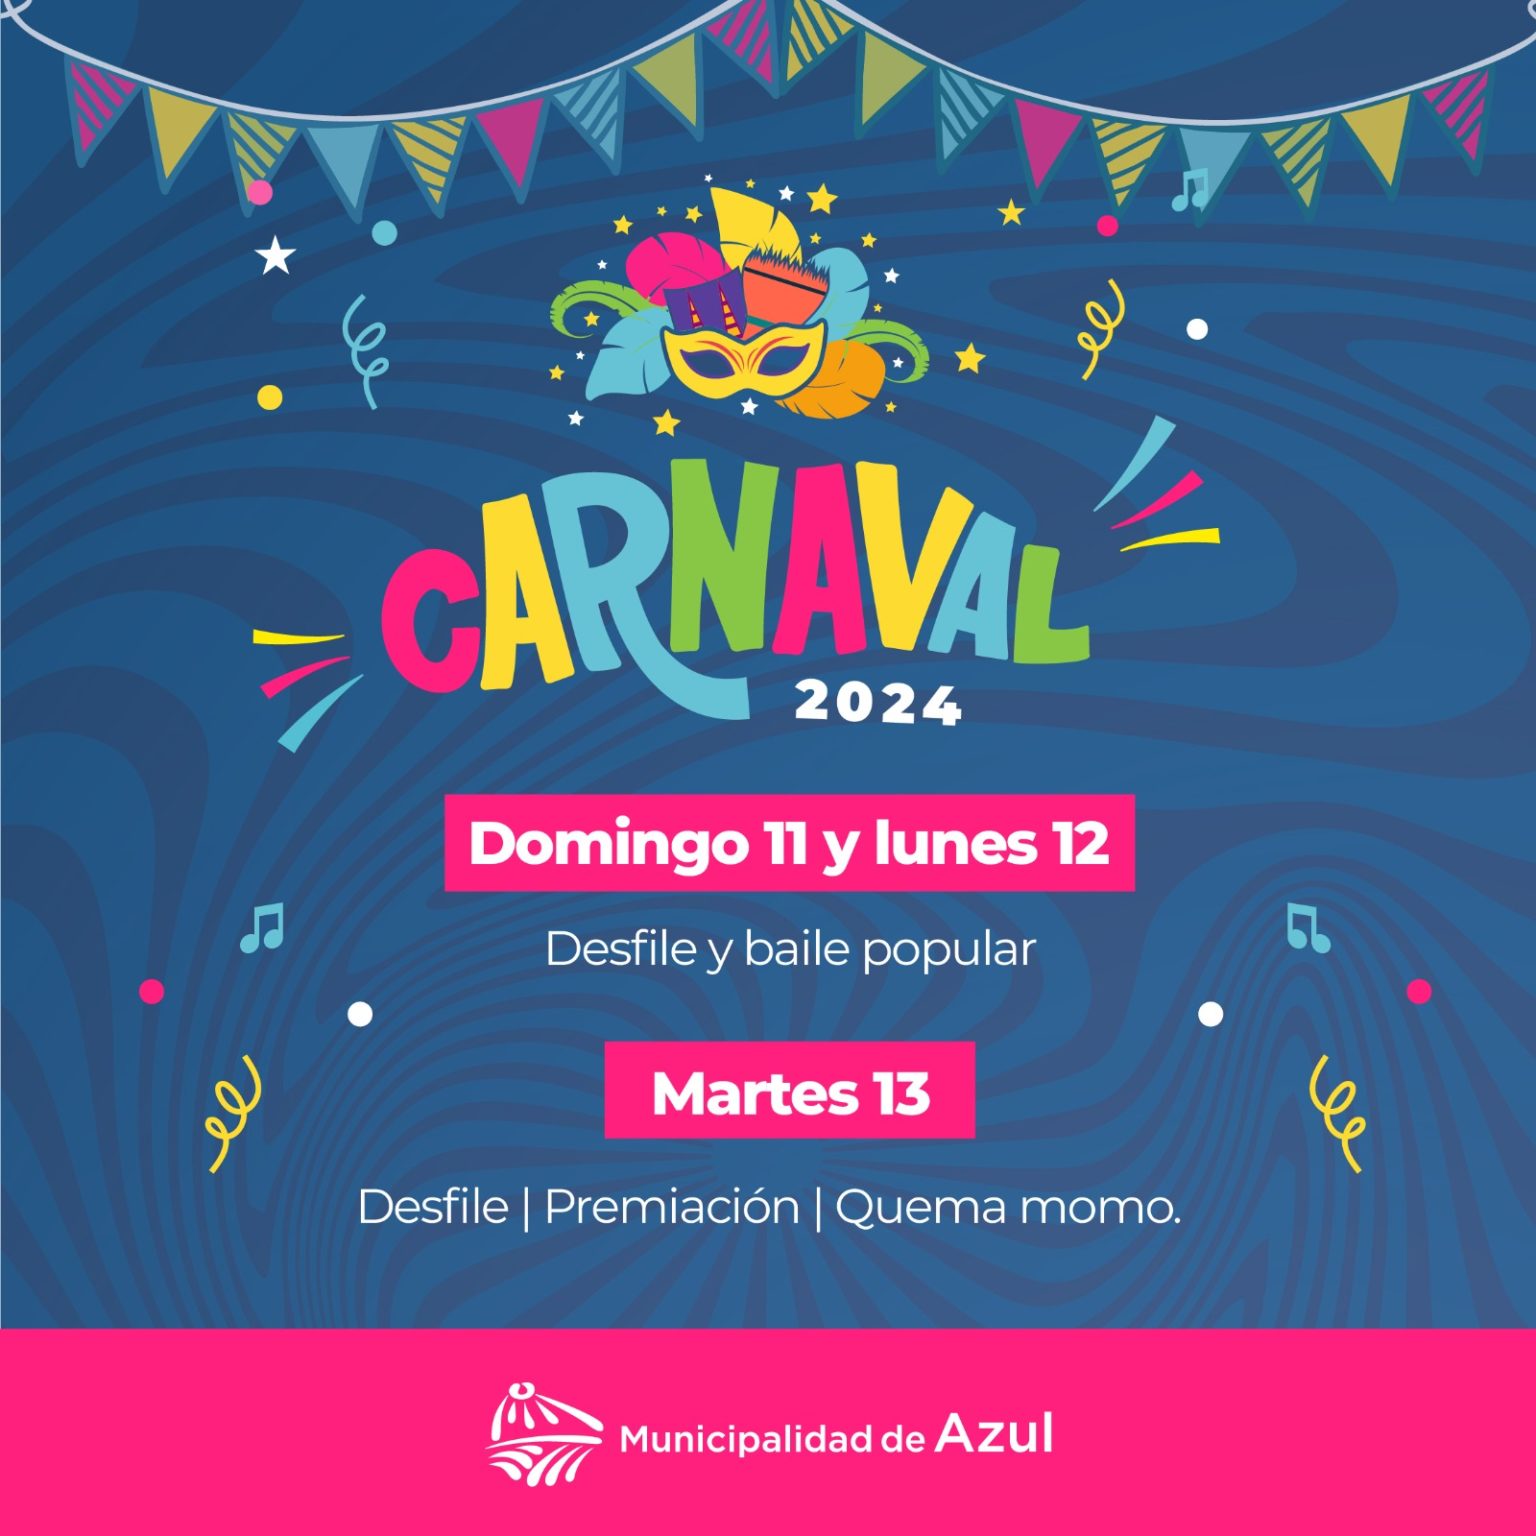 CARNAVAL
2024
Domingo 11 y lunes 12
Desfile y baile popular
Martes 13
Desfile | Premiación | Quema momo.
Municipalidad de Azul